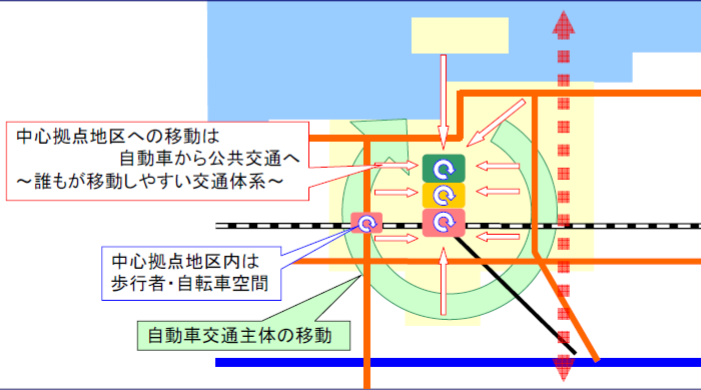 中心拠点地区への移動は
自動車から公共交通へ
～誰もが移動しやすい交通体系～
中心拠点地区内は
歩行者・自転車空間
自動車交通主体の移動